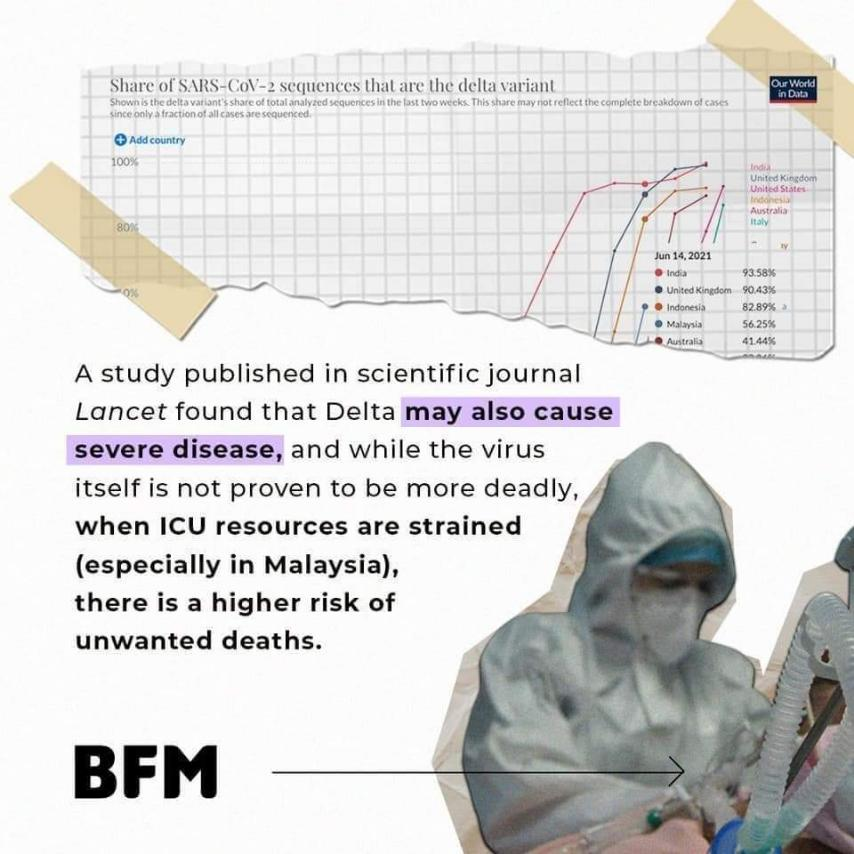 Share of SARS-CoV-2 sequences that are the delta variant
Shown is the delta variant's share of total analyzed sequences in the last two weeks. This share may not reflect the complete breakdown of cases
since only a fraction of all cases are sequenced.
Our World
in Data
Add country
100%
80%
0%
India
United Kingdom
United States
Indonesia
Australia
Italy
Jun 14, 2021
India 93.58%
United Kingdom 90.43%
Indonesia 82.89%
Malaysia 56.25%
Australia 41.44%
A study published in scientific journal
Lancet found that Delta may also cause
severe disease, and while the virus
itself is not proven to be more deadly,
when ICU resources are strained
(especially in Malaysia),
there is a higher risk of
unwanted deaths.
BFM